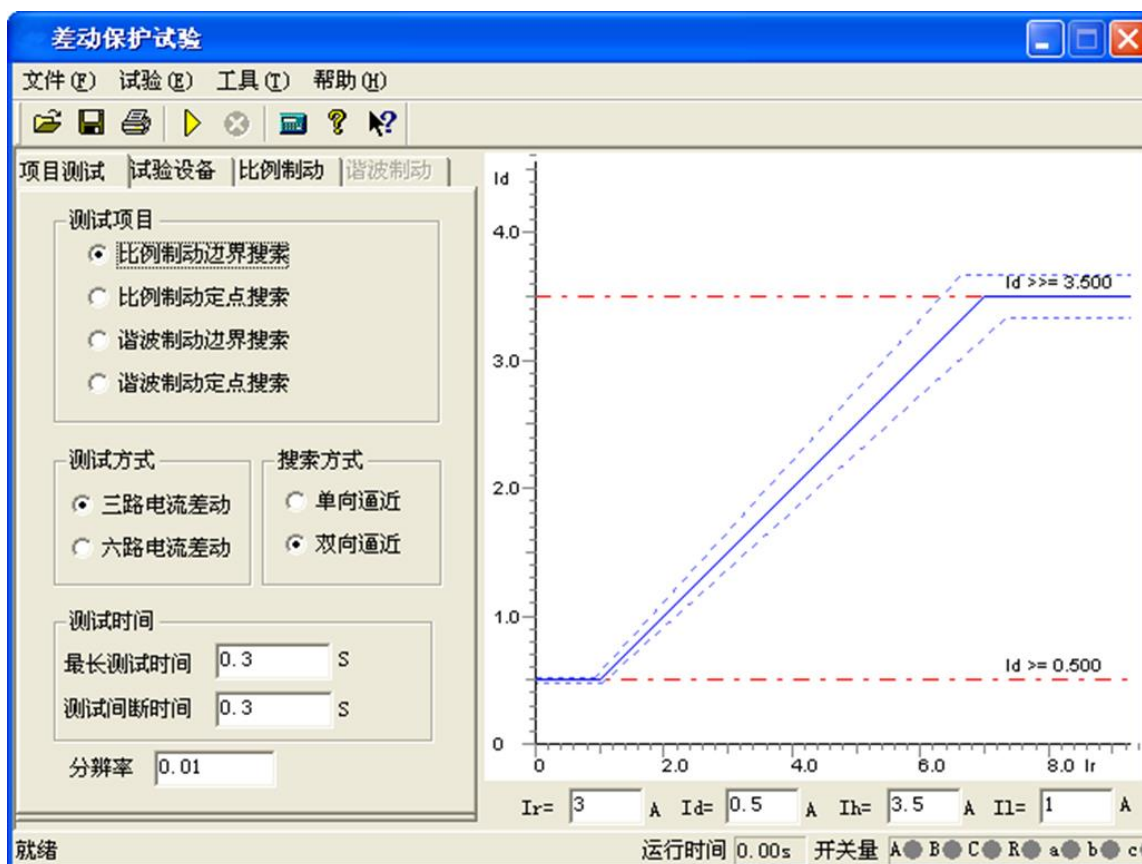 差动保护试验
文件(F) 试验(E) 工具(T) 帮助(H)
项目测试 试验设备 比例制动 谐波制动
测试项目
比例制动边界搜索
比例制动定点搜索
谐波制动边界搜索
谐波制动定点搜索
测试方式
三路电流差动
六路电流差动
搜索方式
单向逼近
双向逼近
测试时间
最长测试时间 0.3 S
测试间断时间 0.3 S
分辨率 0.01
Id
4.0
Id >>= 3.500
3.0
2.0
1.0
Id >= 0.500
0
0 2.0 4.0 6.0 8.0 Ir
Ir= 3 A Id= 0.5 A Ih= 3.5 A Il= 1 A
就绪 运行时间 0.00s 开关量 A B C R a b c